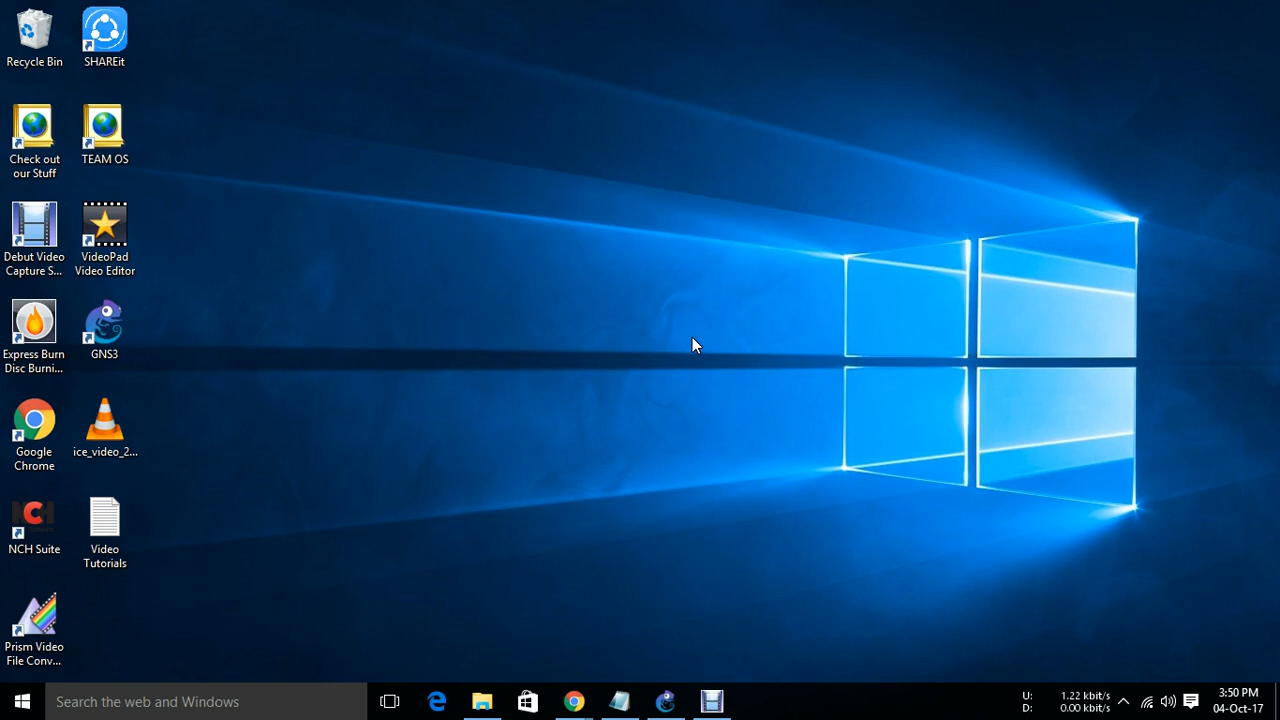 Recycle Bin
SHAREit
Check out
our Stuff
TEAM OS
Debut Video
Capture S...
VideoPad
Video Editor
Express Burn
Disc Burni...
GNS3
Google
Chrome
ice_video_2...
NCH
NCH Suite
Video
Tutorials
Prism Video
File Conv...
Search the web and Windows
U: 1.22 kbit/s
D: 0.00 kbit/s
3:50 PM
04-Oct-17